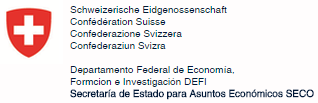 Schweizerische Eidgenossenschaft
Confédération Suisse
Confederazione Svizzera
Confederaziun Svizra
Departamento Federal de Economía,
Formcion e Investigación DEFI
Secretaría de Estado para Asuntos Económicos SECO